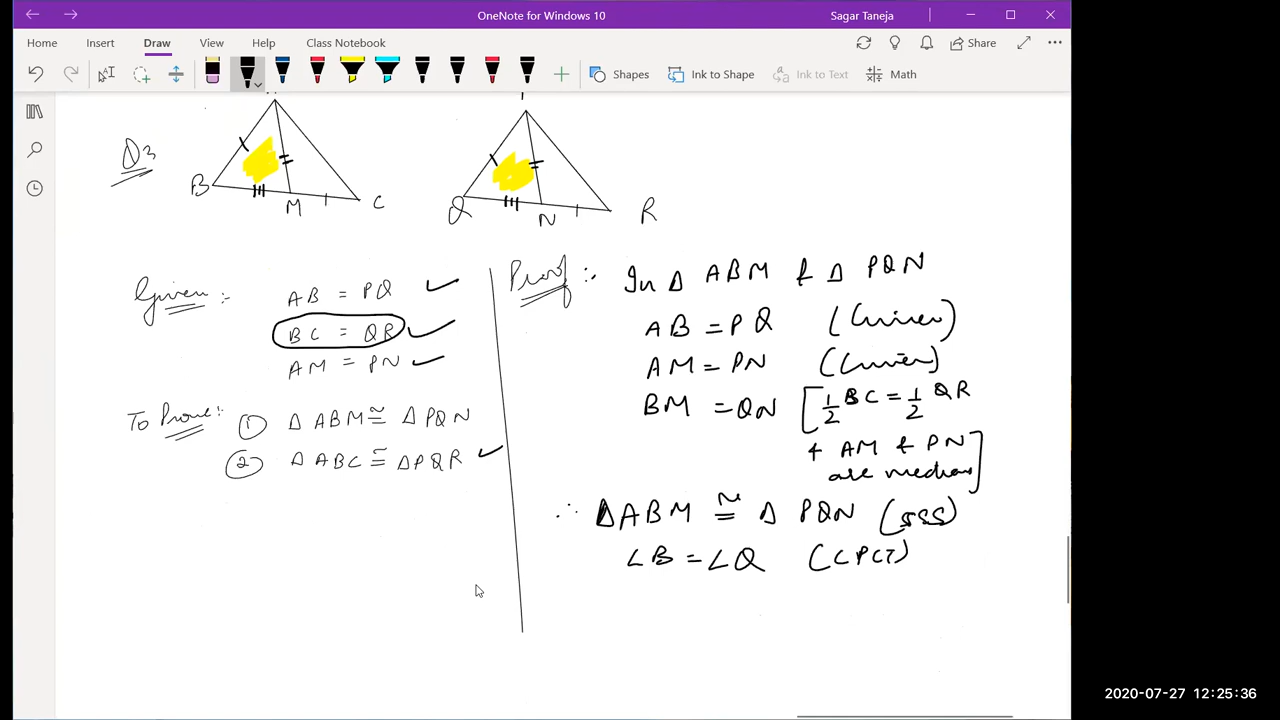 OneNote for Windows 10
Sagar Taneja
Home Insert Draw View Help Class Notebook
Share
Shapes Ink to Shape Ink to Text Math
Q3
B M C
Q N R
Given :-
AB = PQ
BC = QR
AM = PN
To Prove:-
① Δ ABM ≅ Δ PQN
② Δ ABC ≅ Δ PQR
Proof :- In Δ ABM & Δ PQN
AB = PQ (Given)
AM = PN (Given)
BM = QN [1/2 BC = 1/2 QR
& AM & PN
are medians]
∴ ΔABM ≅ Δ PQN (SSS)
∠B = ∠Q (CPCT)
2020-07-27 12:25:36